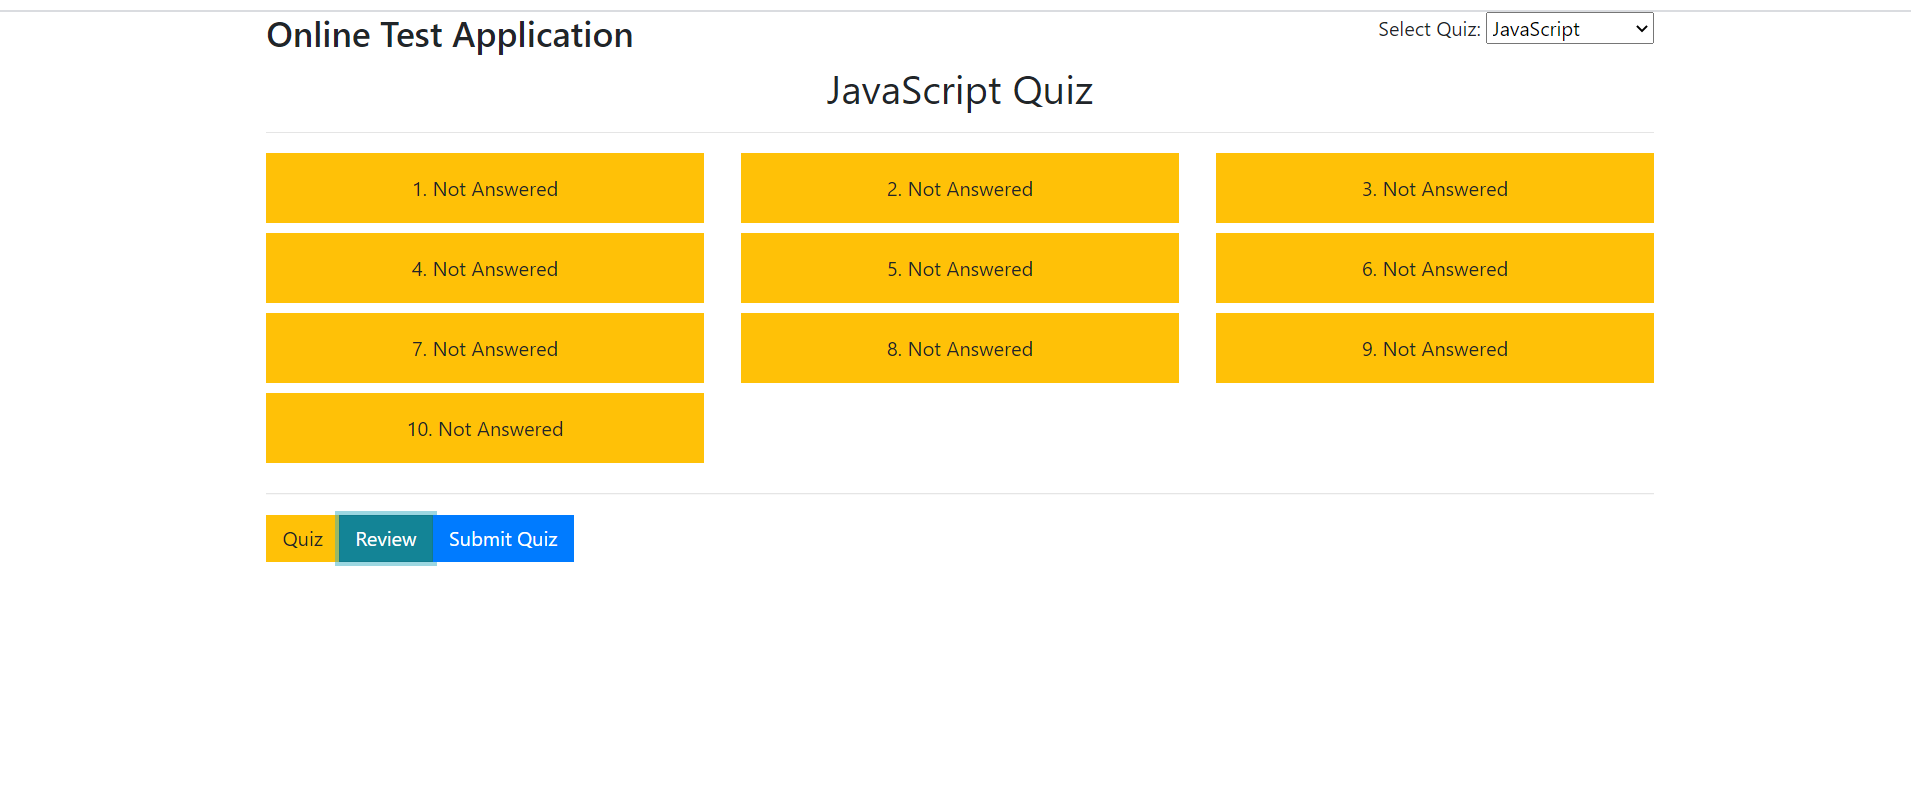 Online Test Application
Select Quiz: JavaScript
JavaScript Quiz
1. Not Answered
2. Not Answered
3. Not Answered
4. Not Answered
5. Not Answered
6. Not Answered
7. Not Answered
8. Not Answered
9. Not Answered
10. Not Answered
Quiz
Review
Submit Quiz